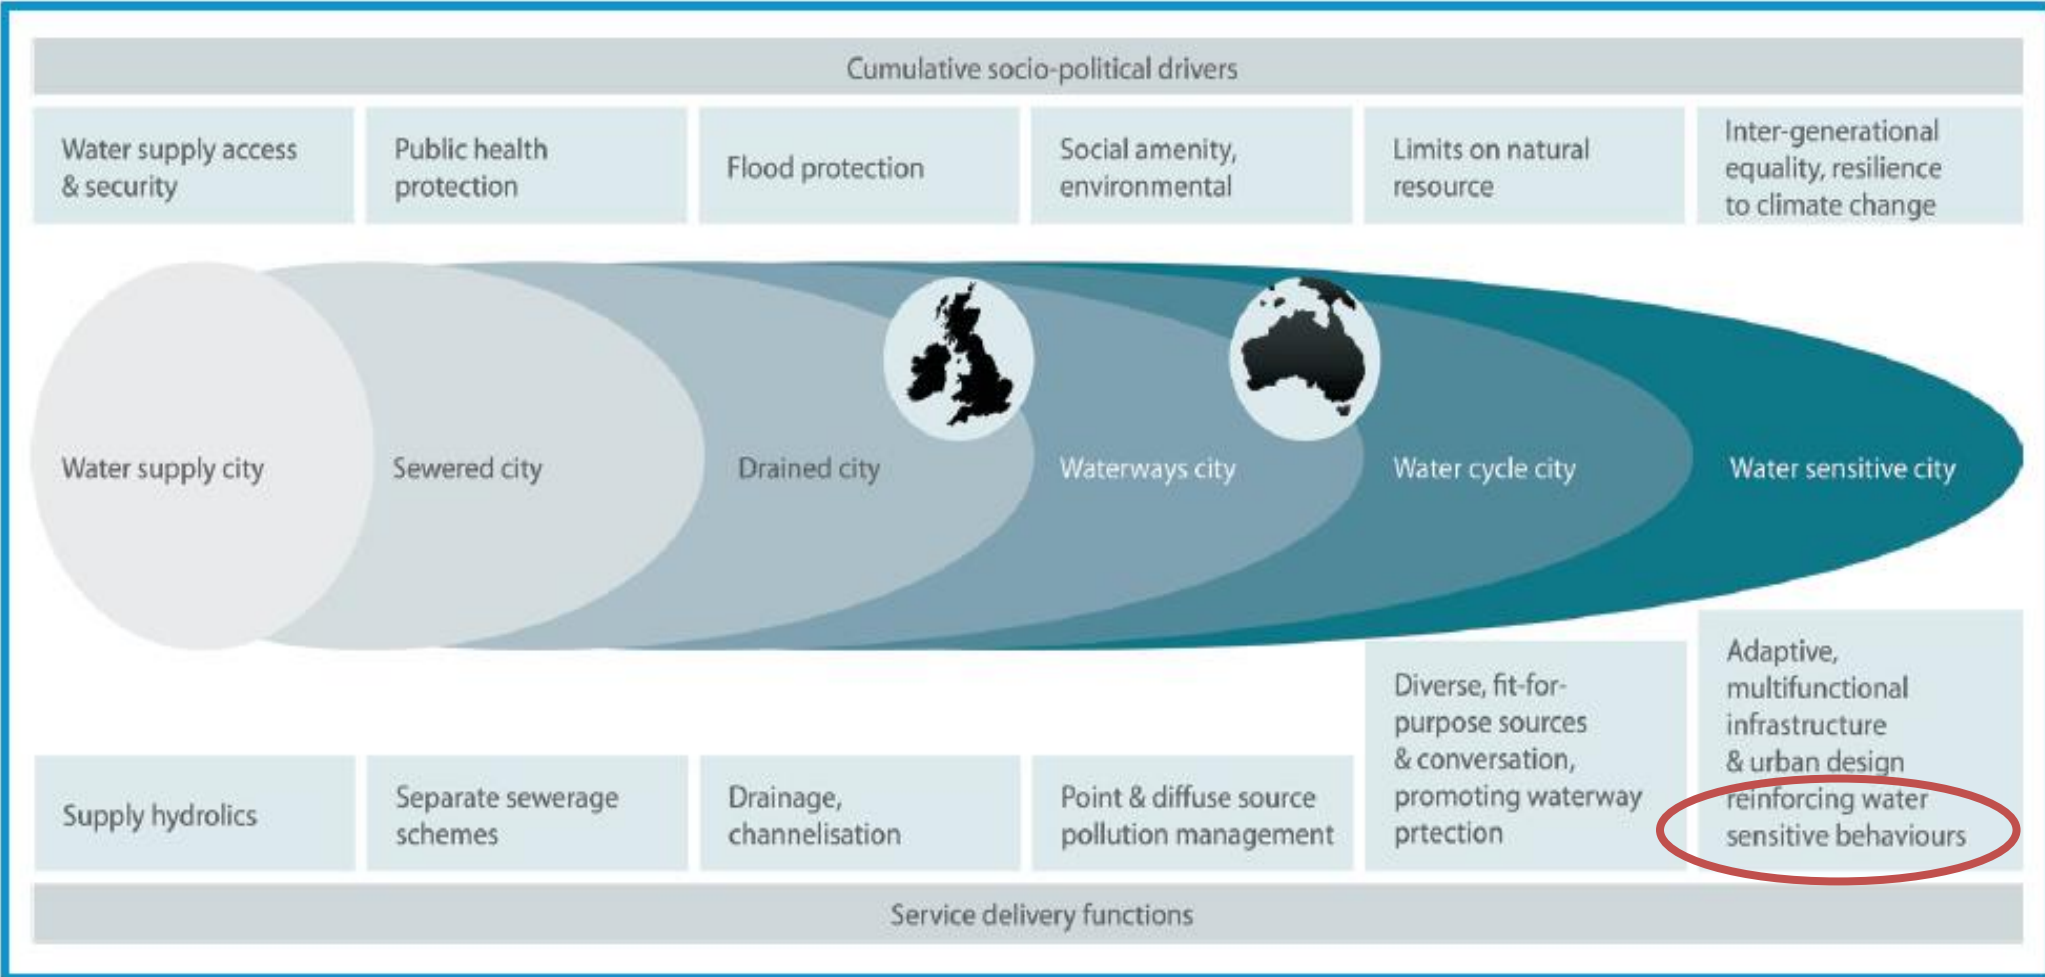 Cumulative socio-political drivers
Water supply access
& security
Public health
protection
Flood protection
Social amenity,
environmental
Limits on natural
resource
Inter-generational
equality, resilience
to climate change
Water supply city
Sewered city
Drained city
Waterways city
Water cycle city
Water sensitive city
Supply hydrolics
Separate sewerage
schemes
Drainage,
channelisation
Point & diffuse source
pollution management
Diverse, fit-for-
purpose sources
& conversation,
promoting waterway
prtection
Adaptive,
multifunctional
infrastructure
& urban design
reinforcing water
sensitive behaviours
Service delivery functions